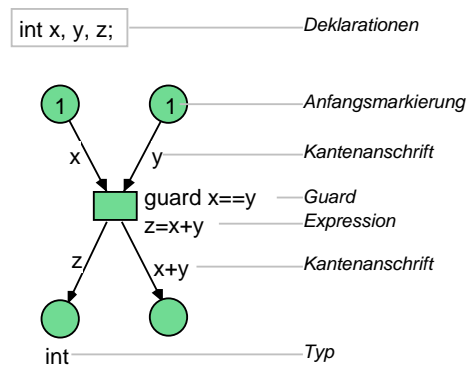 int x, y, z;
Deklarationen
1
1
Anfangsmarkierung
x
y
Kantenanschrift
guard x==y
Guard
z=x+y
Expression
z
x+y
Kantenanschrift
int
Typ